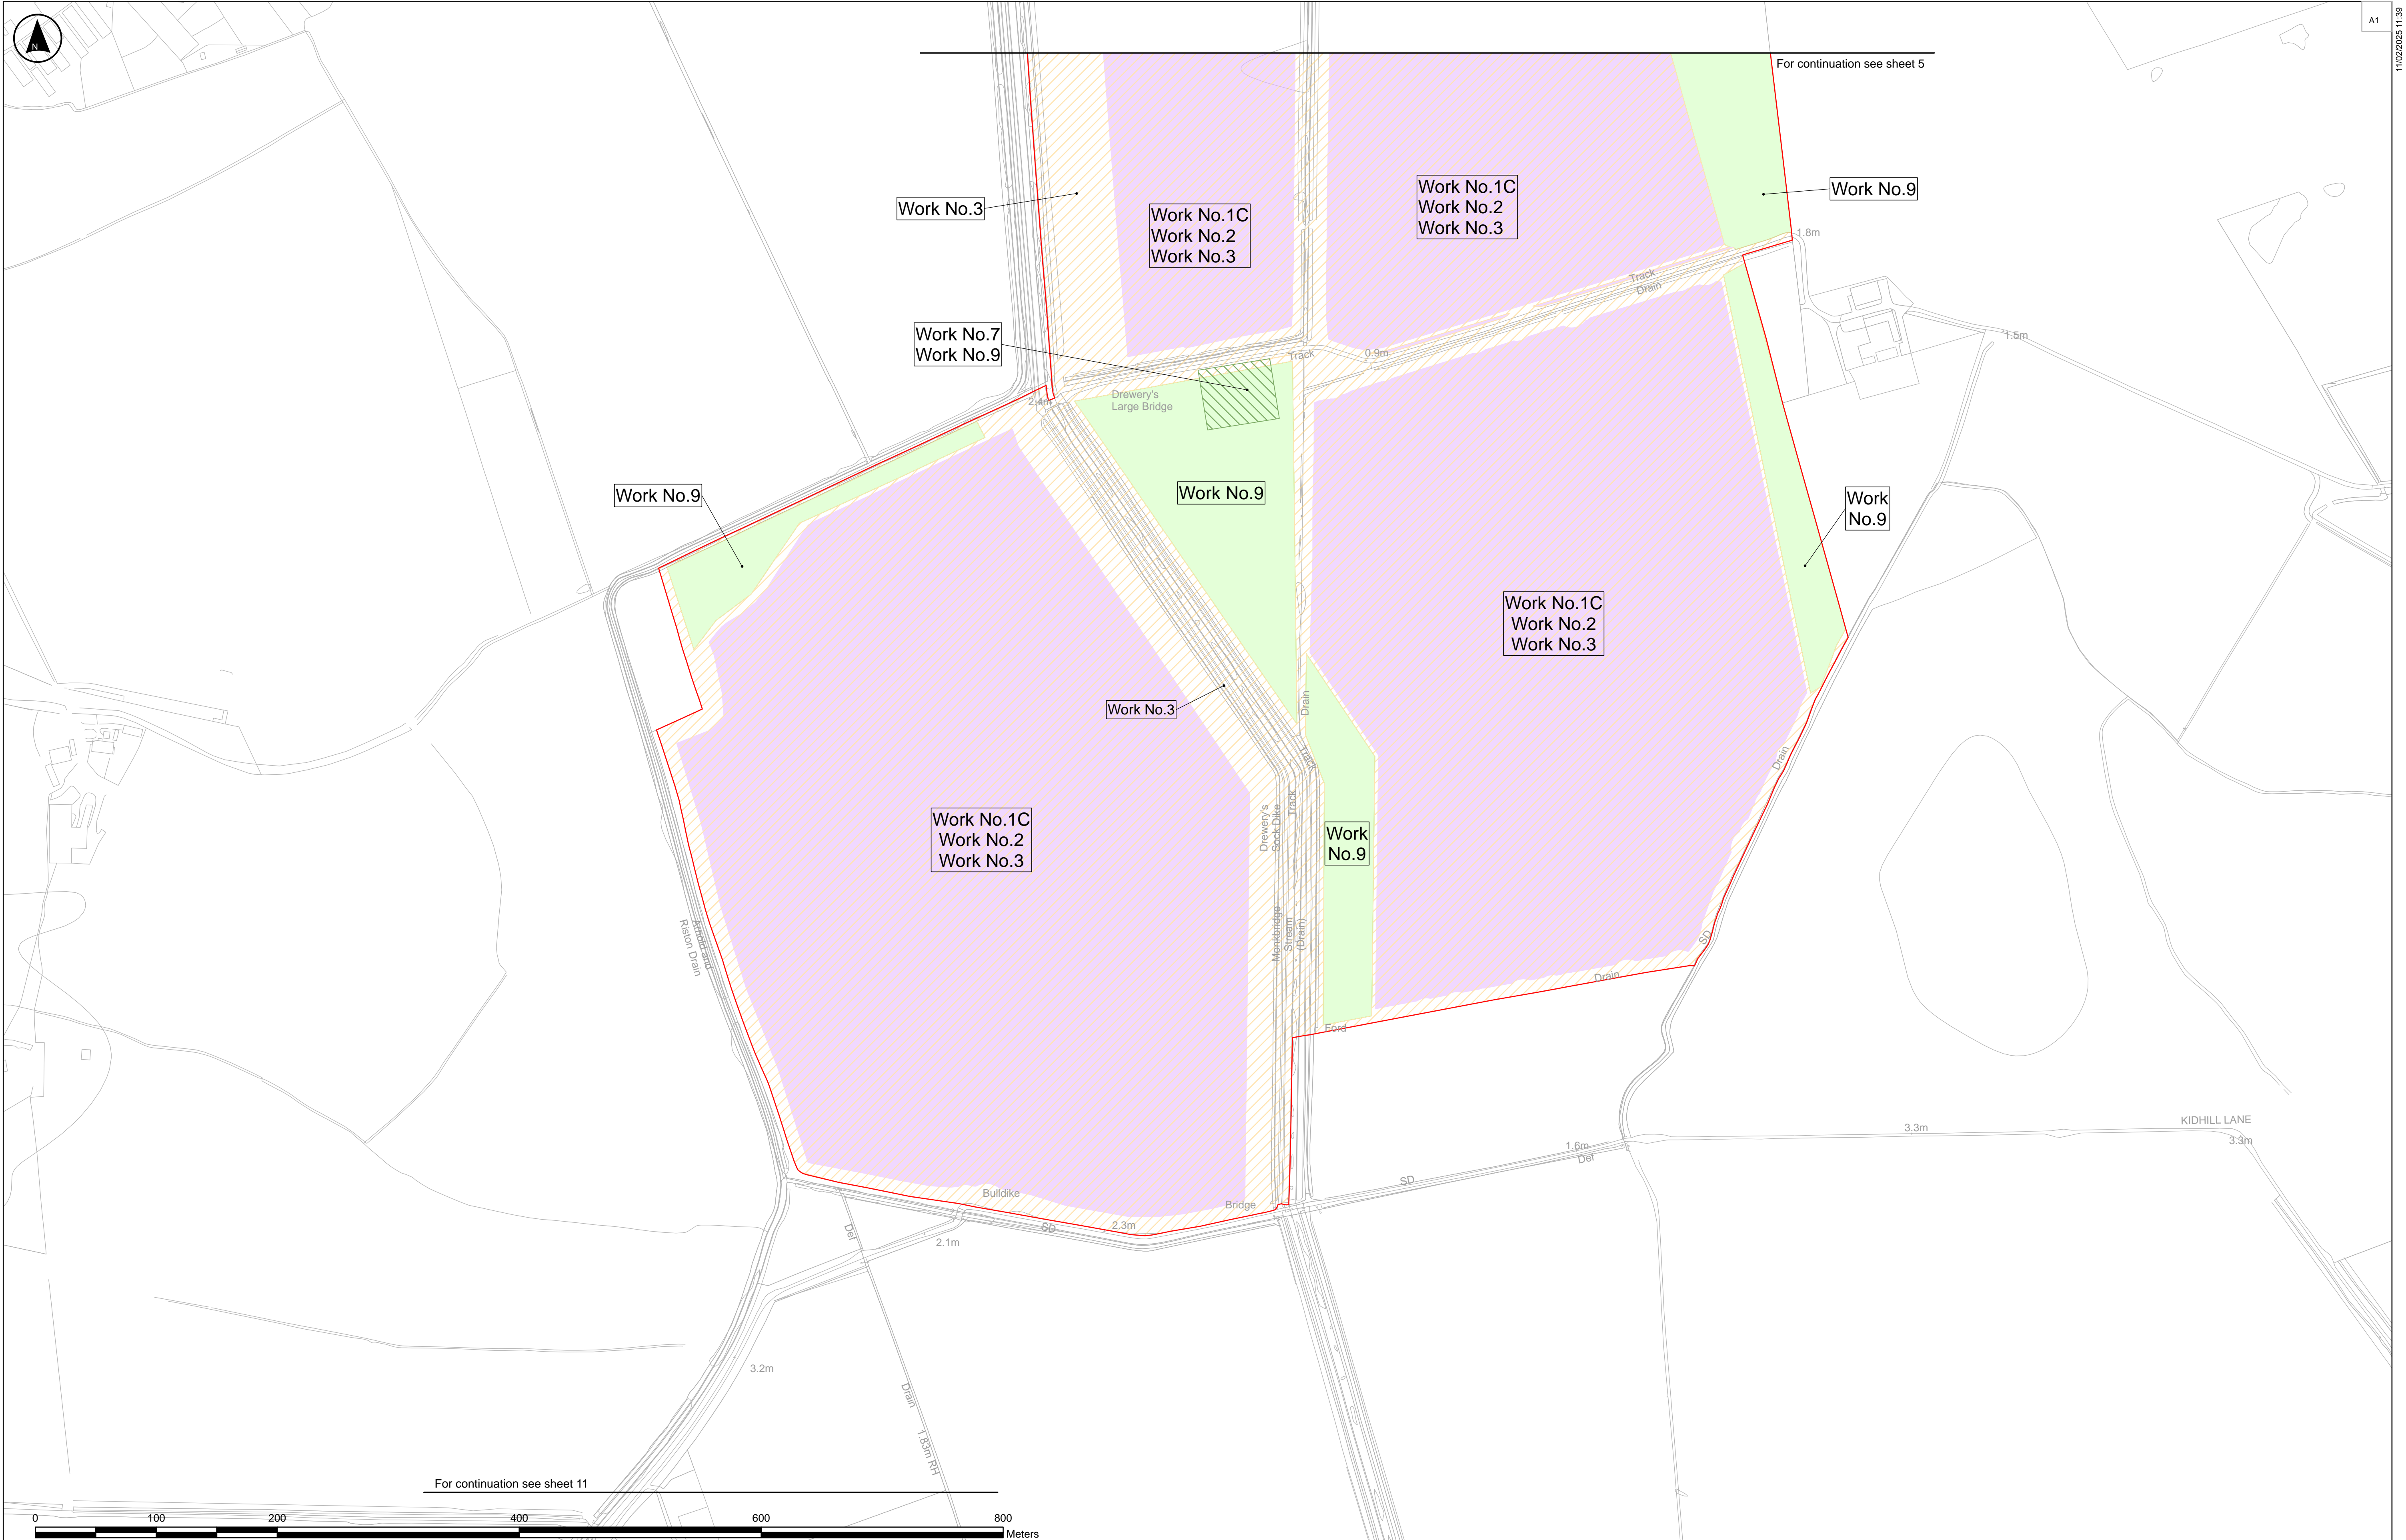 N
A1
11/02/2025 11:39
For continuation see sheet 5
Work No.3
Work No.1C
Work No.2
Work No.3
Work No.1C
Work No.2
Work No.3
Work No.9
1.8m
Track
Drain
Work No.7
Work No.9
Track
0.9m
1.5m
2.4m
Drewery's
Large Bridge
Work No.9
Work No.9
Work
No.9
Work No.1C
Work No.2
Work No.3
Work No.3
Drain
Track
Drain
Work No.1C
Work No.2
Work No.3
Drewery's
Sock Dike
Track
Work
No.9
Arnold and
Riston Drain
Monkbridge
Stream
(Drain)
SD
Drain
Ford
KIDHILL LANE
3.3m
3.3m
1.6m
Def
SD
Bulldike
Bridge
SD
2.3m
Def
2.1m
3.2m
Drain
1.83m RH
For continuation see sheet 11
0 100 200 400 600 800
Meters